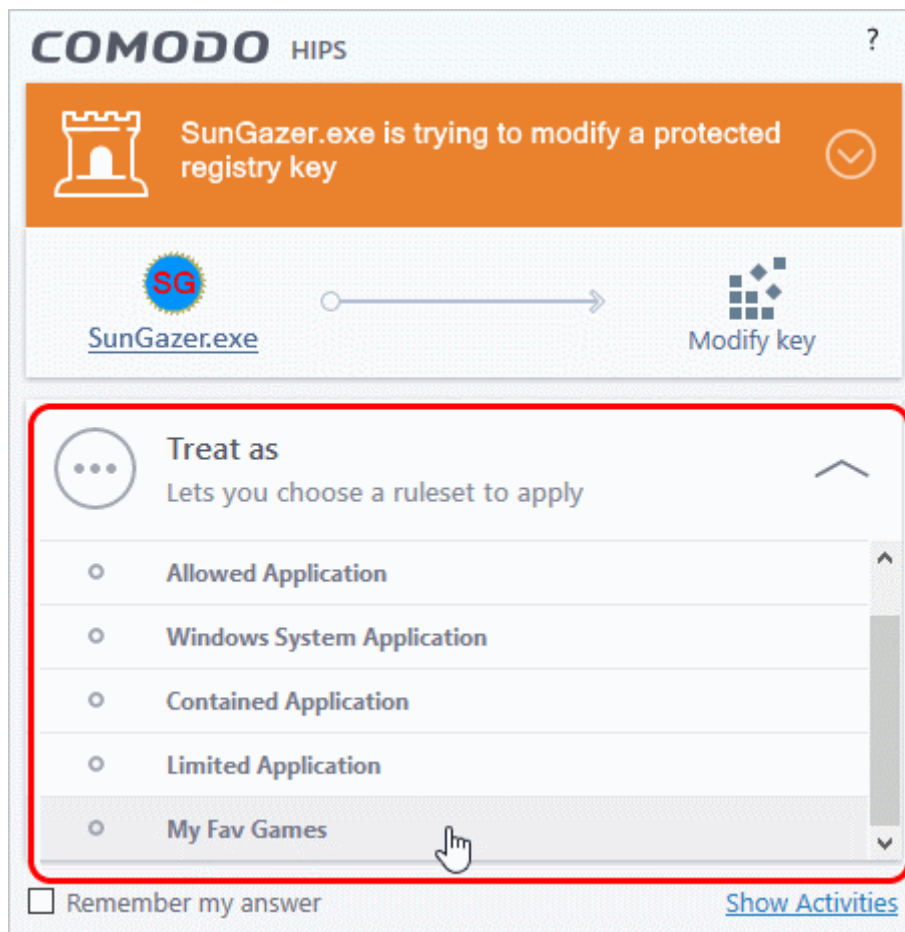 COMODO HIPS ?
SunGazer.exe is trying to modify a protected
registry key
SG
SunGazer.exe
Modify key
Treat as
Lets you choose a ruleset to apply
Allowed Application
Windows System Application
Contained Application
Limited Application
My Fav Games
Remember my answer
Show Activities